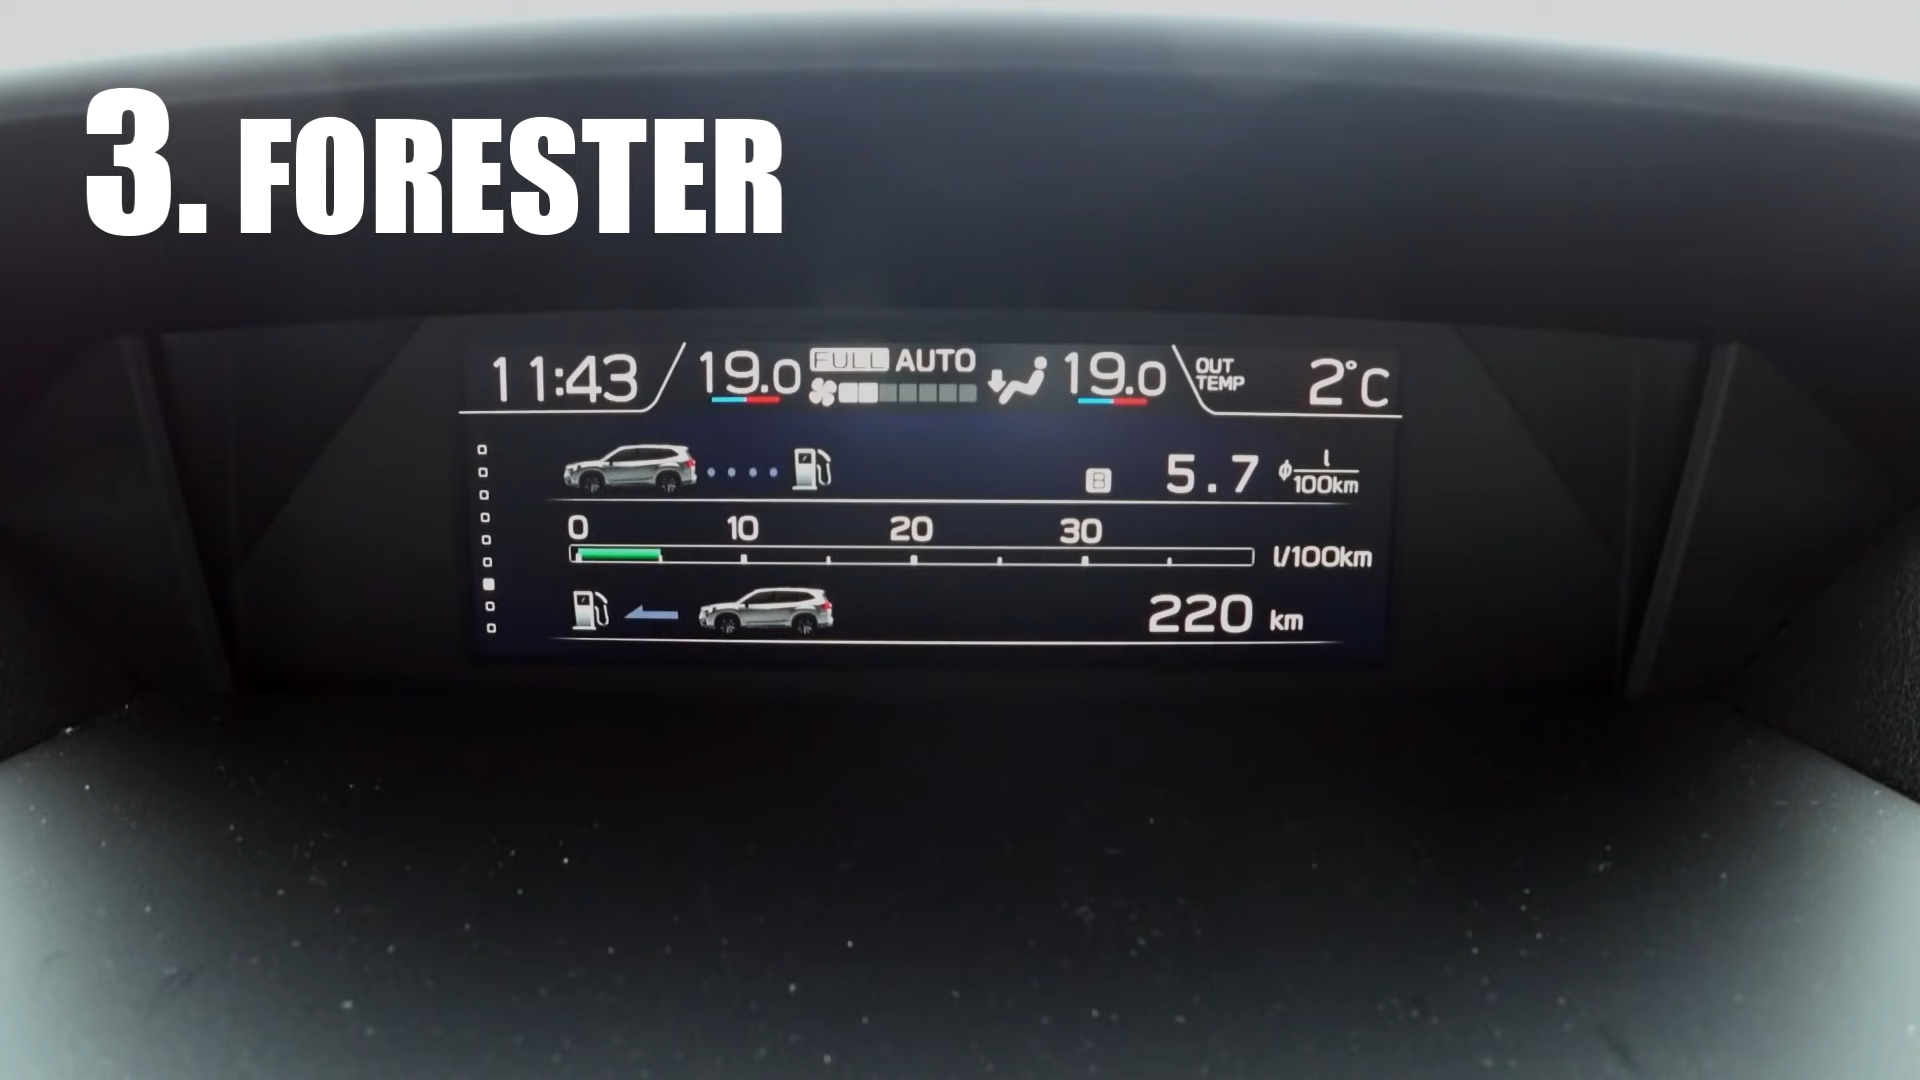 3. FORESTER
11:43 19.0 FULL AUTO 19.0 OUT TEMP 2°C
B 5.7 ϕ l/100km
0 10 20 30
l/100km
220 km